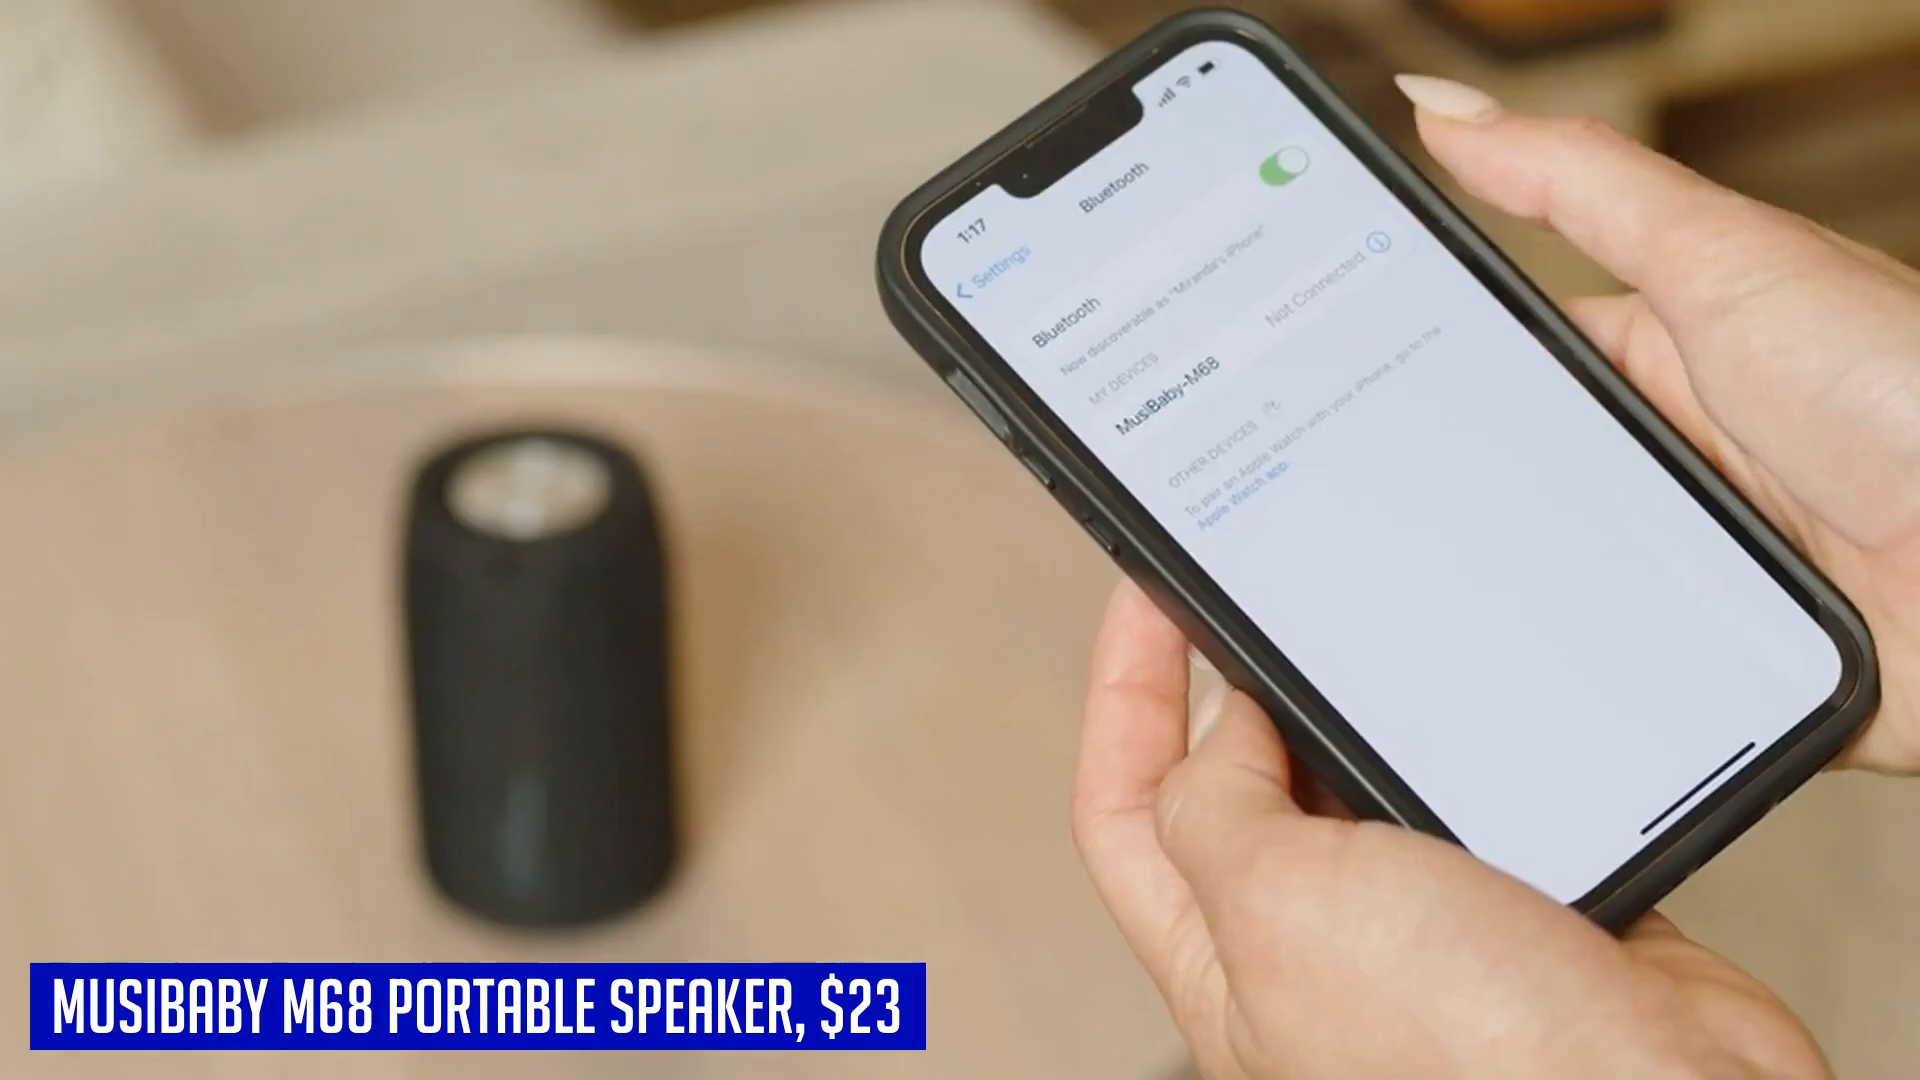 1:17
Settings
Bluetooth
Bluetooth
Now discoverable as "Miranda's iPhone"
MY DEVICES
MusiBaby-M68 Not Connected
OTHER DEVICES
To pair an Apple Watch with your iPhone, go to the
Apple Watch app.
MUSIBABY M68 PORTABLE SPEAKER, $23